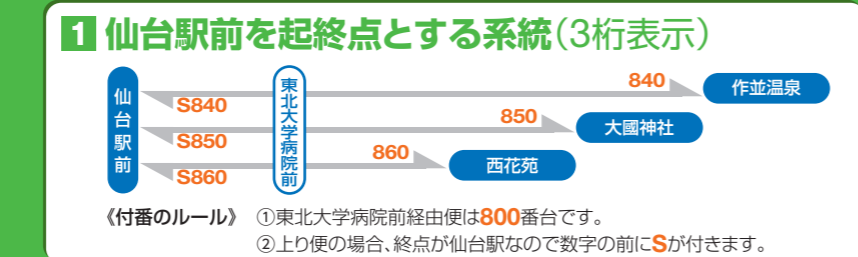 1 仙台駅前を起終点とする系統(3桁表示)
仙台駅前
東北大学病院前
840
作並温泉
S840
850
大國神社
S850
860
西花苑
S860
《付番のルール》 ①東北大学病院前経由便は800番台です。
②上り便の場合、終点が仙台駅なので数字の前にSが付きます。